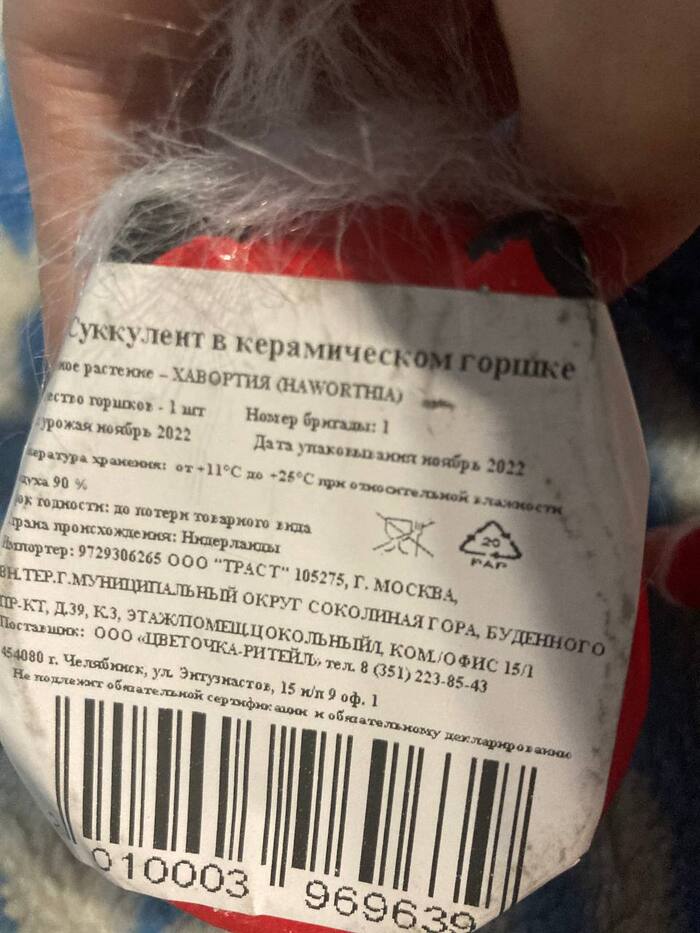 Суккулент в керамическом горшке
ное растение – ХАВОРТИЯ (HAWORTHIA)
ество горшков - 1 шт Номер бригады: 1
урожая ноябрь 2022 Дата упаковывания ноябрь 2022
пература хранения: от +11°С до +25°С при относительной влажности
духа 90 %
ок годности: до потери товарного вида
трана происхождения: Нидерланды
Импортер: 9729306265 ООО "ТРАСТ" 105275, Г. МОСКВА,
ВН.ТЕР.Г.МУНИЦИПАЛЬНЫЙ ОКРУГ СОКОЛИНАЯ ГОРА, БУДЕННОГО
ПР-КТ, Д.39, К.3, ЭТАЖ/ПОМЕЩ.ЦОКОЛЬНЫЙ/I, КОМ./ОФИС 15/1
Поставщик: ООО «ЦВЕТОЧКА-РИТЕЙЛ» тел. 8 (351) 223-85-43
454080 г. Челябинск, ул. Энтузиастов, 15 н/п 9 оф. 1
Не подлежит обязательной сертификации и обязательному декларированию
20
PAP
010003 969639